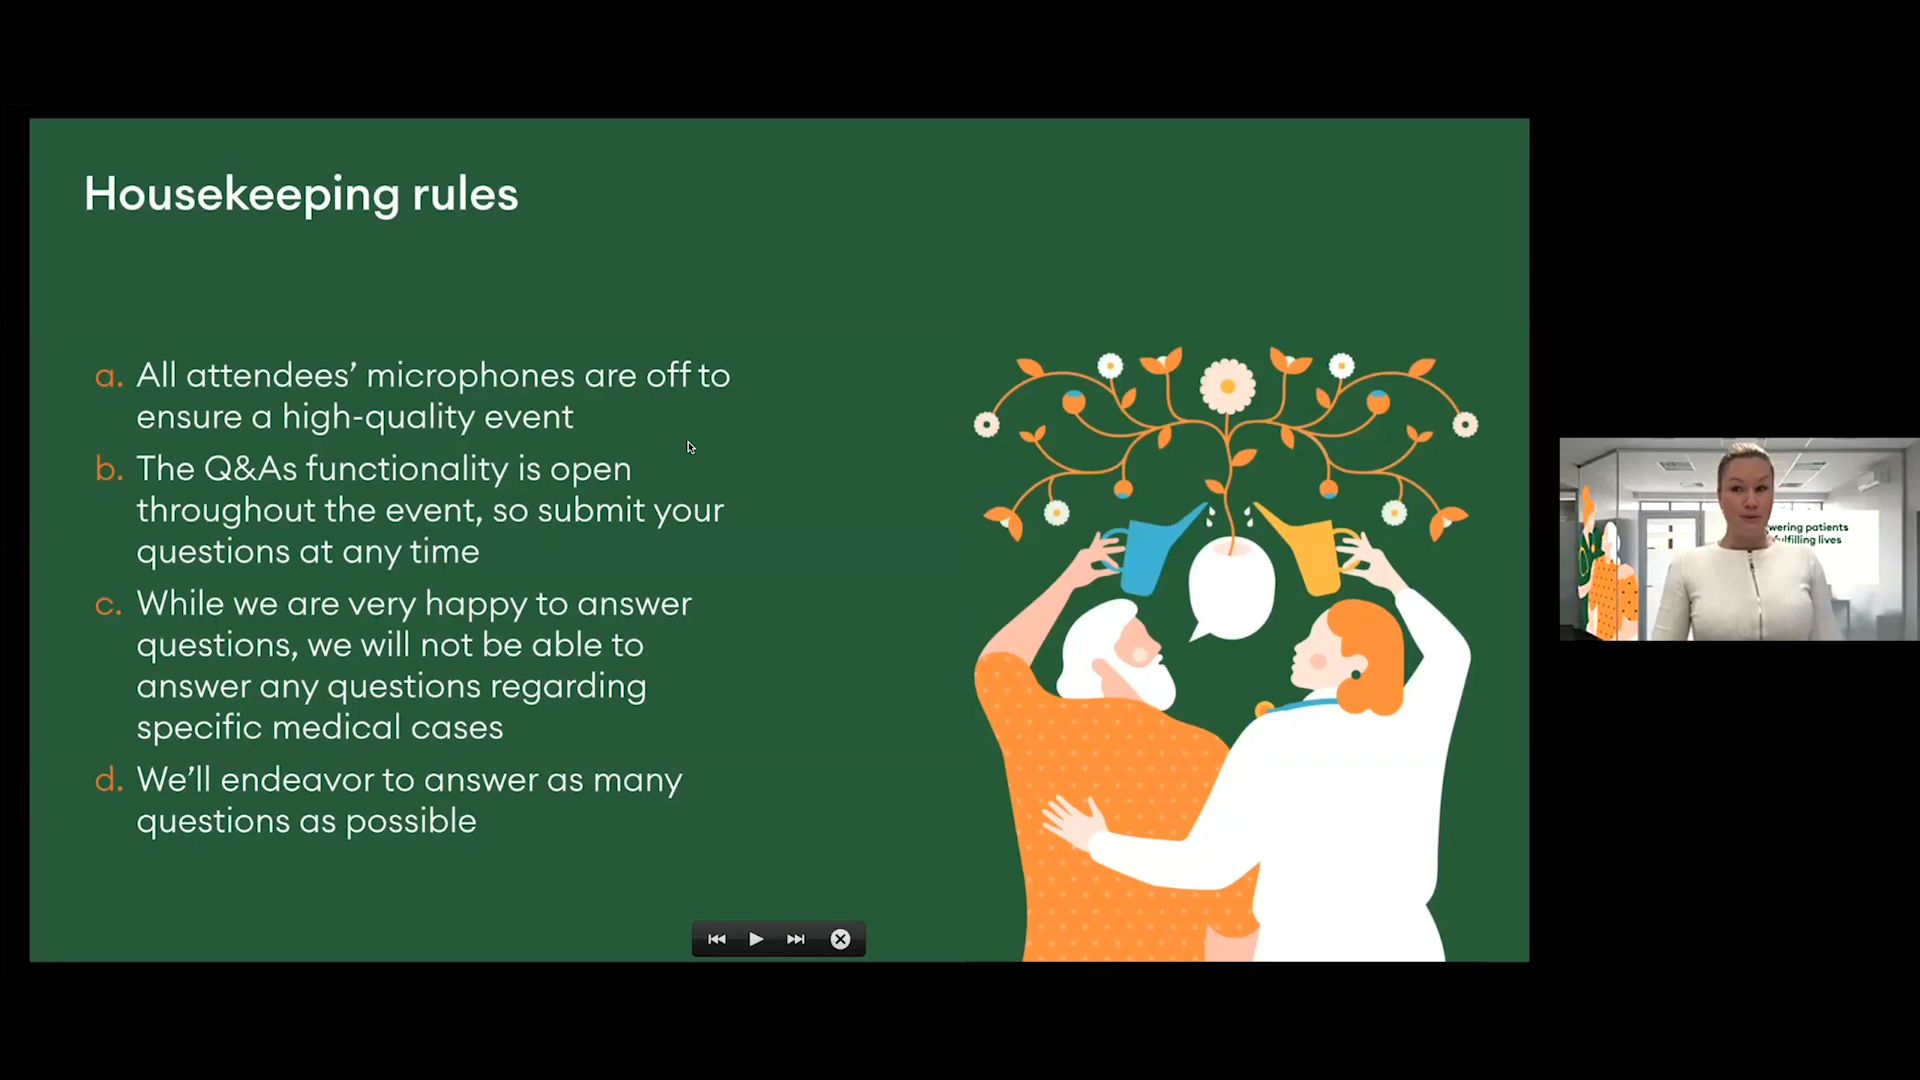 Housekeeping rules
a. All attendees’ microphones are off to
ensure a high-quality event
b. The Q&As functionality is open
throughout the event, so submit your
questions at any time
c. While we are very happy to answer
questions, we will not be able to
answer any questions regarding
specific medical cases
d. We’ll endeavor to answer as many
questions as possible
wering patients
ulfilling lives